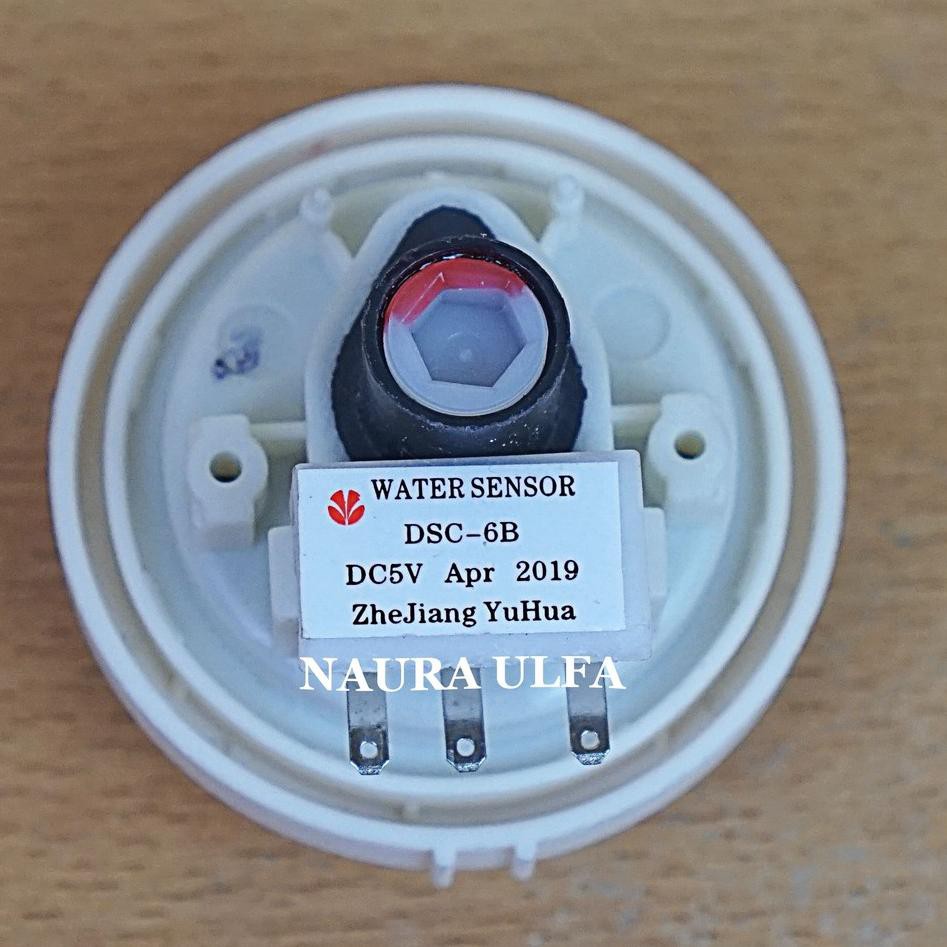 WATER SENSOR
DSC-6B
DC5V Apr 2019
ZheJiang YuHua
NAURA ULFA